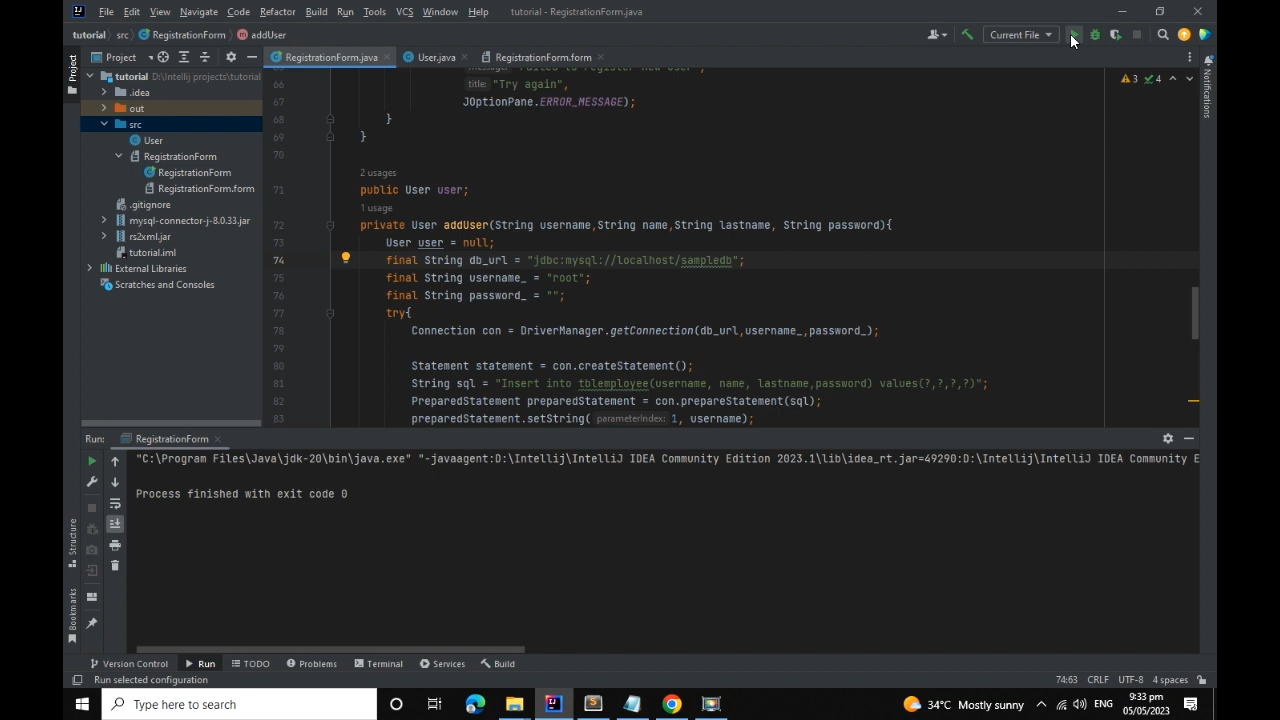 File Edit View Navigate Code Refactor Build Run Tools VCS Window Help tutorial - RegistrationForm.java
tutorial src RegistrationForm addUser Current File
Project RegistrationForm.java User.java RegistrationForm.form
tutorial D:\Intellij projects\tutorial
.idea
out
src
User
RegistrationForm
RegistrationForm
RegistrationForm.form
.gitignore
mysql-connector-j-8.0.33.jar
rs2xml.jar
tutorial.iml
External Libraries
Scratches and Consoles
Project
Structure
Bookmarks
Notifications
3 4
66 title: "Try again",
67 JOptionPane.ERROR_MESSAGE);
68 }
69 }
70
2 usages
71 public User user;
1 usage
72 private User addUser(String username,String name,String lastname, String password){
73 User user = null;
74 final String db_url = "jdbc:mysql://localhost/sampledb";
75 final String username_ = "root";
76 final String password_ = "";
77 try{
78 Connection con = DriverManager.getConnection(db_url,username_,password_);
79
80 Statement statement = con.createStatement();
81 String sql = "Insert into tblemployee(username, name, lastname,password) values(?,?,?,?)";
82 PreparedStatement preparedStatement = con.prepareStatement(sql);
83 preparedStatement.setString( parameterIndex: 1, username);
Run: RegistrationForm
"C:\Program Files\Java\jdk-20\bin\java.exe" "-javaagent:D:\Intellij\IntelliJ IDEA Community Edition 2023.1\lib\idea_rt.jar=49290:D:\Intellij\IntelliJ IDEA Community E
Process finished with exit code 0
Version Control Run TODO Problems Terminal Services Build
Run selected configuration 74:63 CRLF UTF-8 4 spaces
Type here to search 34°C Mostly sunny ENG 9:33 pm
05/05/2023